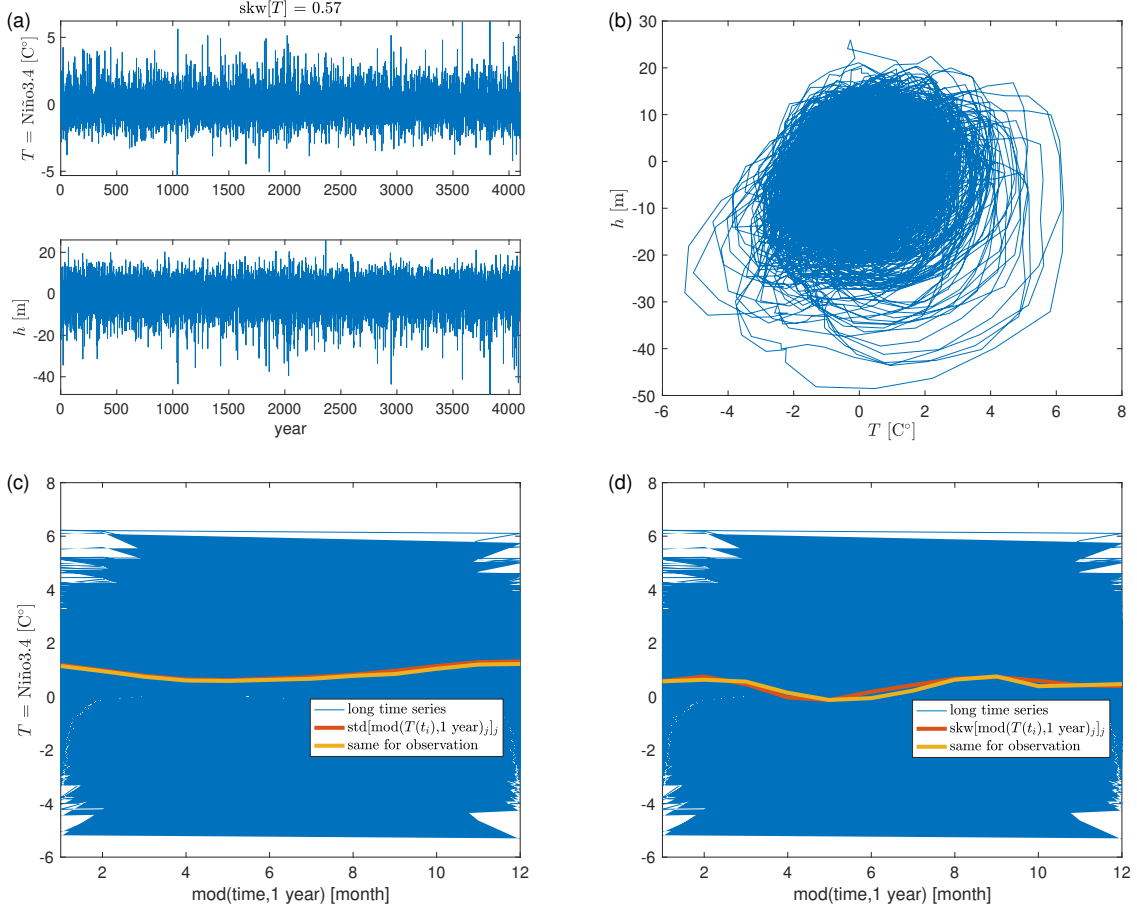 (a)
skw[T] = 0.57
T = Niño3.4 [C°]
5
0
-5
0 500 1000 1500 2000 2500 3000 3500 4000
h [m]
20
0
-20
-40
0 500 1000 1500 2000 2500 3000 3500 4000
year
(b)
h [m]
30
20
10
0
-10
-20
-30
-40
-50
-6 -4 -2 0 2 4 6 8
T [C°]
(c)
T = Niño3.4 [C°]
8
6
4
2
0
-2
-4
-6
long time series
std[mod(T(t_i),1 year)_j]_j
same for observation
2 4 6 8 10 12
mod(time,1 year) [month]
(d)
8
6
4
2
0
-2
-4
-6
long time series
skw[mod(T(t_i),1 year)_j]_j
same for observation
2 4 6 8 10 12
mod(time,1 year) [month]